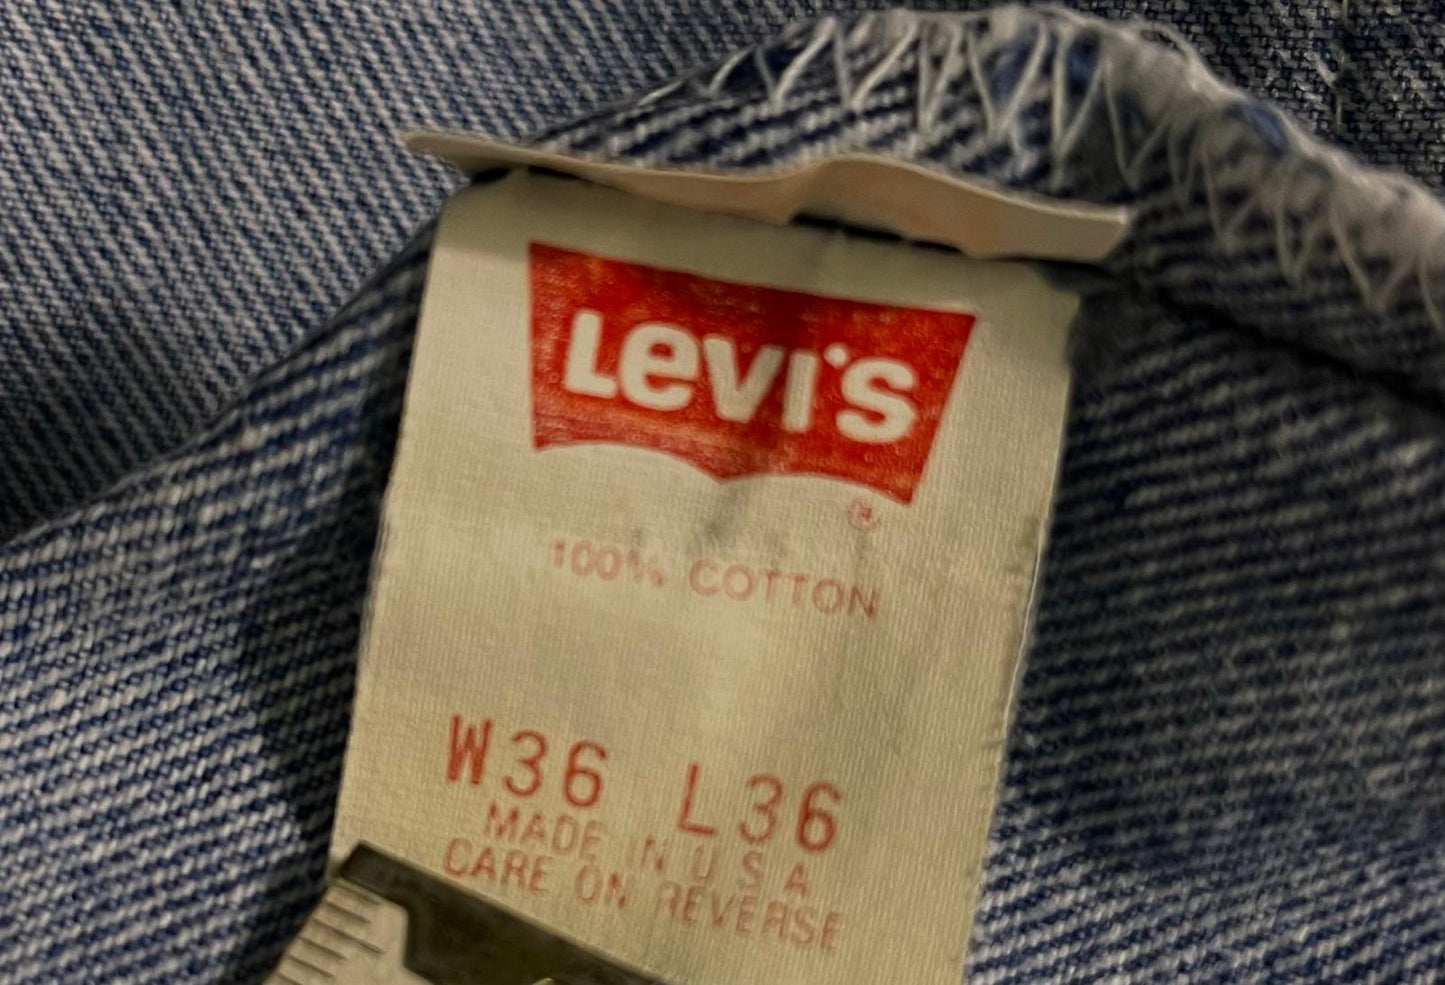 Levi's
®
100% COTTON
W36 L36
MADE IN U S A
CARE ON REVERSE